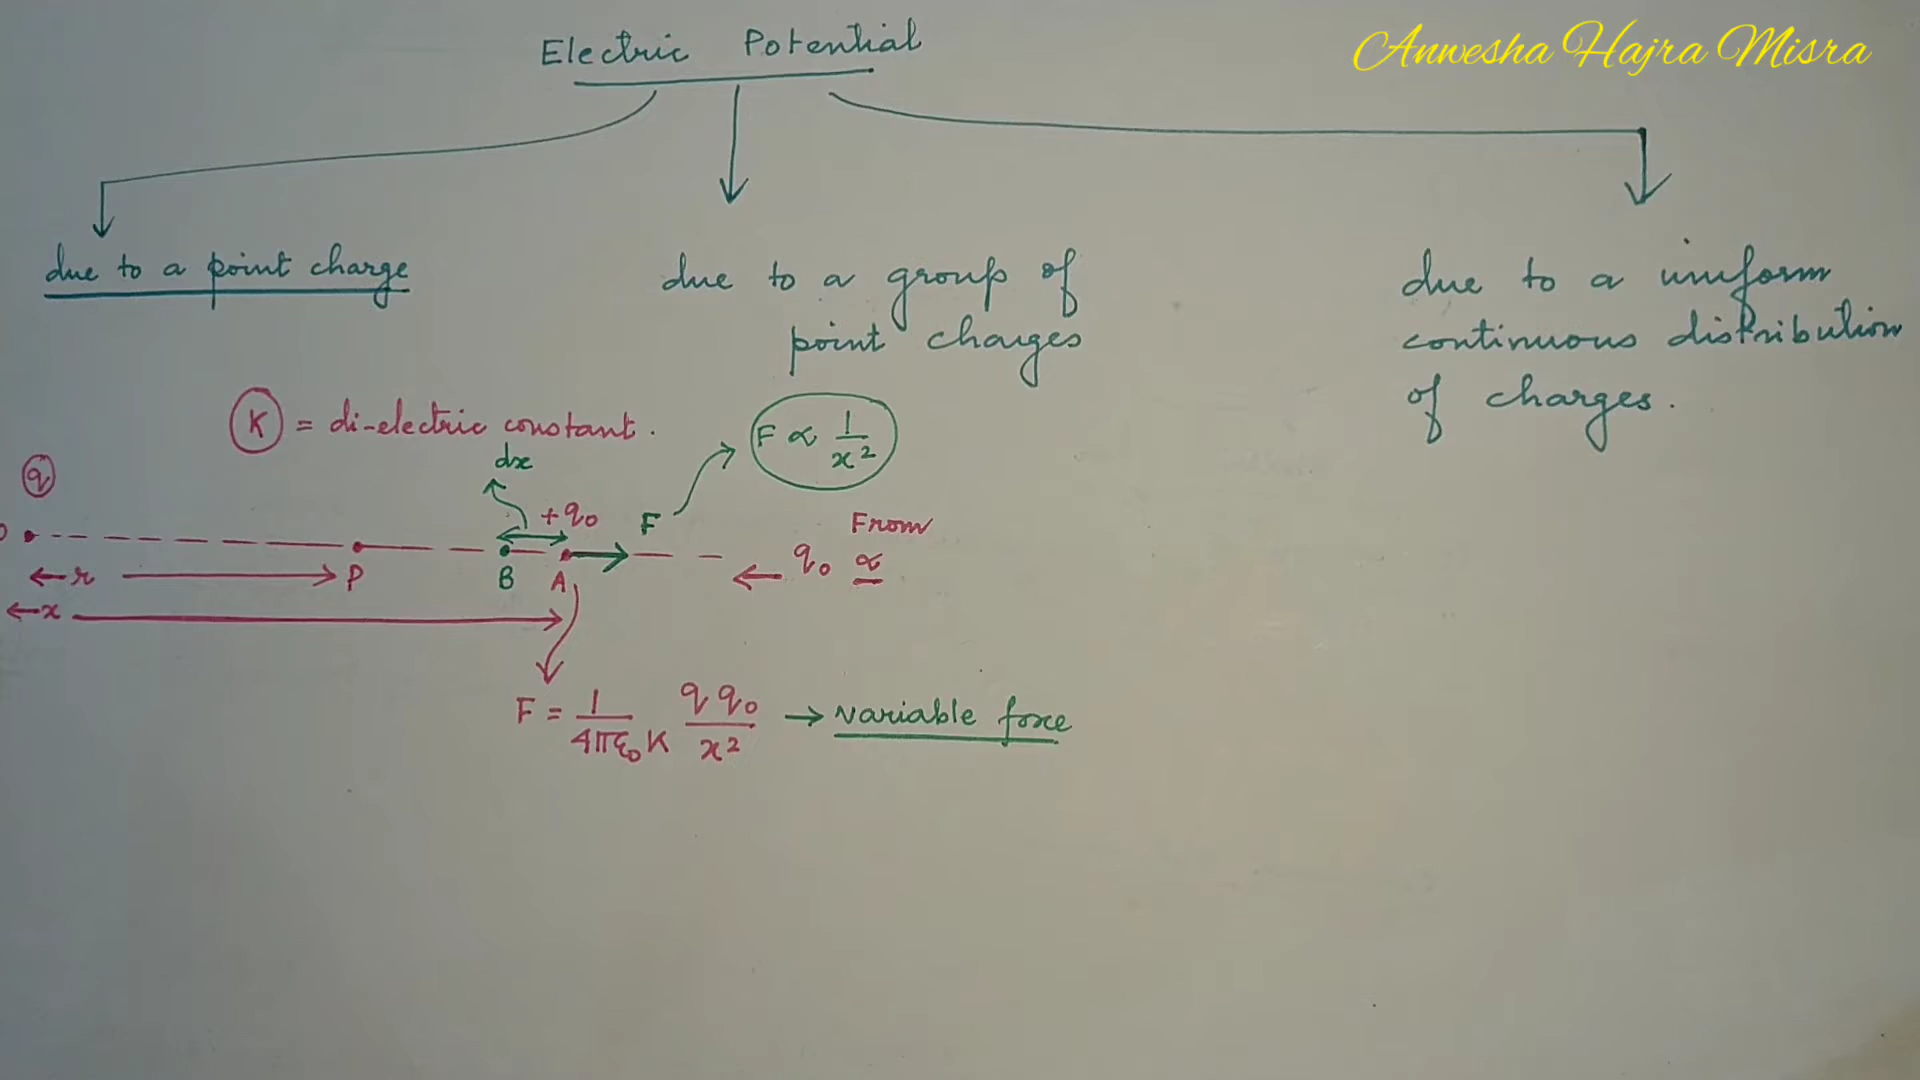 Anwesha Hajra Misra
Electric Potential
due to a point charge
due to a group of
point charges
due to a uniform
continuous distribution
of charges.
K = di-electric constant.
F ∝ 1/x²
q
dx
+q₀
F
From
q₀ ∝
r
P
B
A
x
F = 1/4πε₀K qq₀/x² → variable force